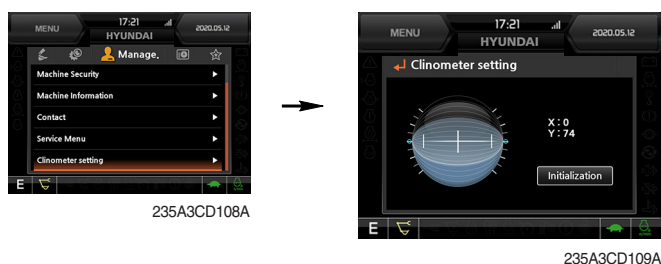 MENU
17:21
2020.05.12
HYUNDAI
Manage.
Machine Security
Machine Information
Contact
Service Menu
Clinometer setting
E
235A3CD108A
MENU
17:21
2020.05.12
HYUNDAI
Clinometer setting
X : 0
Y : 74
Initialization
E
235A3CD109A